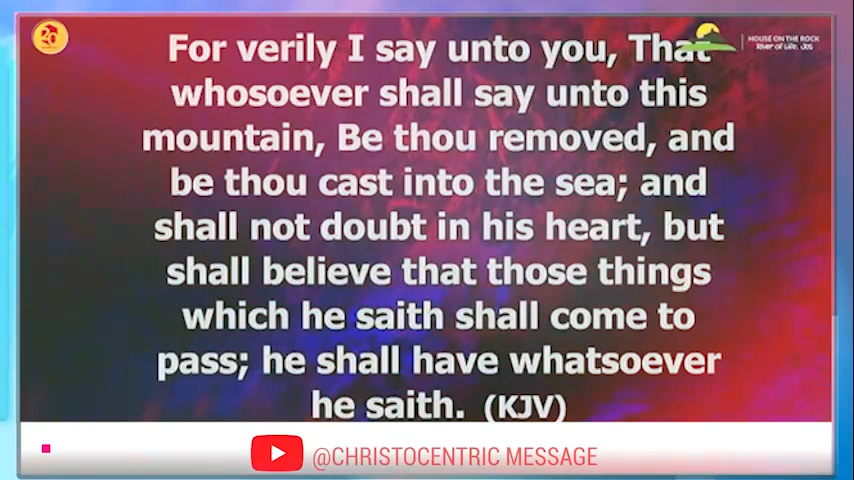 For verily I say unto you, That
whosoever shall say unto this
mountain, Be thou removed, and
be thou cast into the sea; and
shall not doubt in his heart, but
shall believe that those things
which he saith shall come to
pass; he shall have whatsoever
he saith. (KJV)
HOUSE ON THE ROCK
River of Life, Jos
20
@CHRISTOCENTRIC MESSAGE